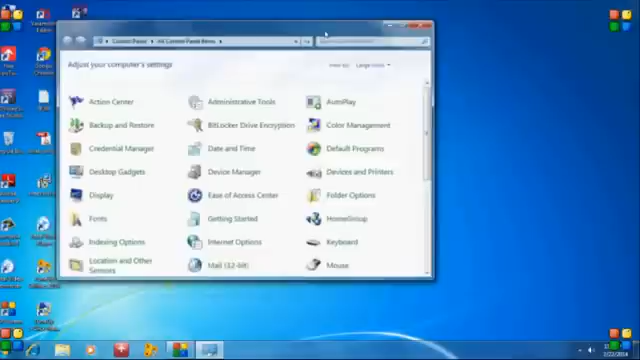 Control Panel ▸ All Control Panel Items ▸
Adjust your computer's settings
View by: Large icons
Action Center
Administrative Tools
AutoPlay
Backup and Restore
BitLocker Drive Encryption
Color Management
Credential Manager
Date and Time
Default Programs
Desktop Gadgets
Device Manager
Devices and Printers
Display
Ease of Access Center
Folder Options
Fonts
Getting Started
HomeGroup
Indexing Options
Internet Options
Keyboard
Location and Other
Sensors
Mail (32-bit)
Mouse